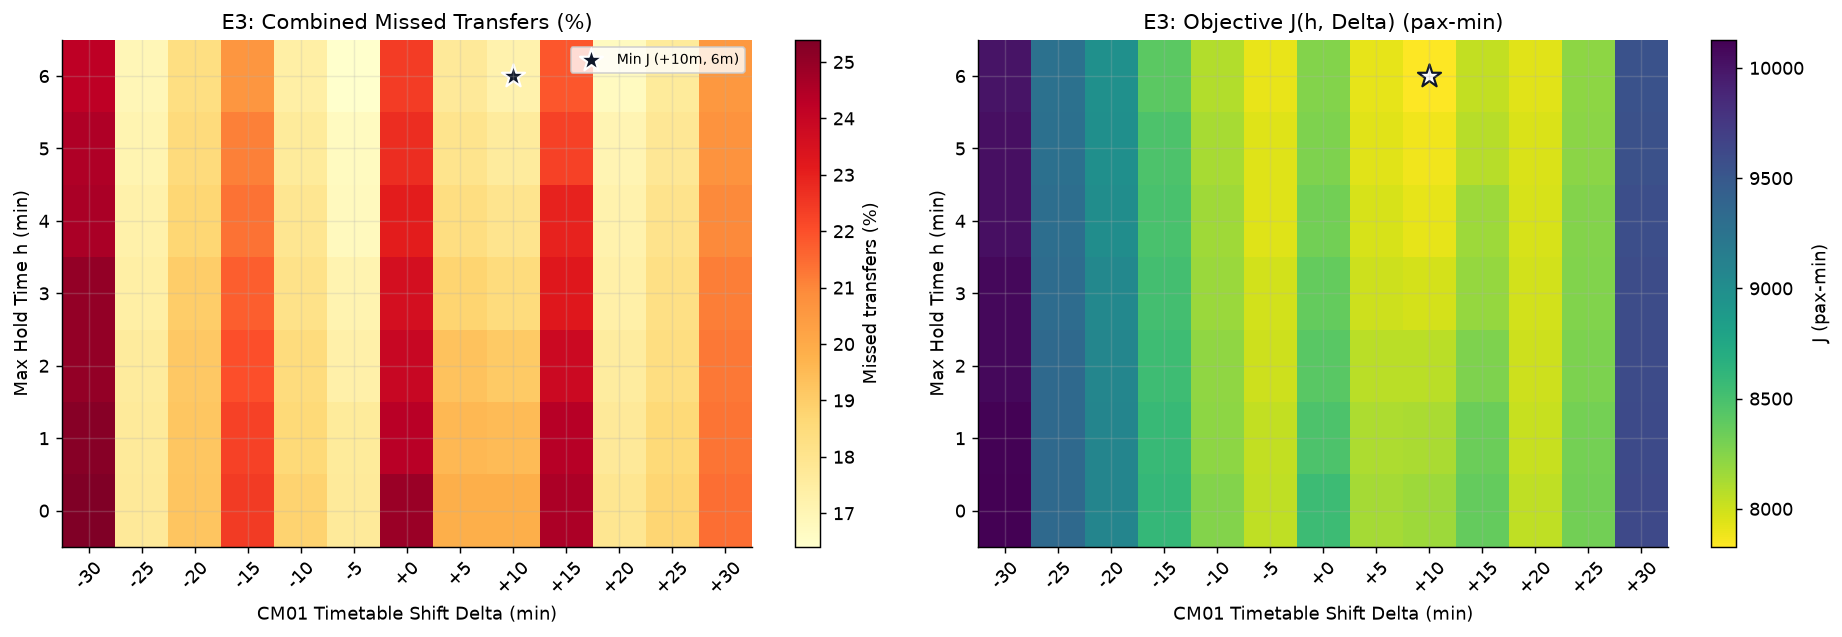 E3: Combined Missed Transfers (%)
Min J (+10m, 6m)
6
5
4
3
2
1
0
Max Hold Time h (min)
-30 -25 -20 -15 -10 -5 +0 +5 +10 +15 +20 +25 +30
CM01 Timetable Shift Delta (min)
25
24
23
22
21
20
19
18
17
Missed transfers (%)
E3: Objective J(h, Delta) (pax-min)
6
5
4
3
2
1
0
Max Hold Time h (min)
-30 -25 -20 -15 -10 -5 +0 +5 +10 +15 +20 +25 +30
CM01 Timetable Shift Delta (min)
10000
9500
9000
8500
8000
J (pax-min)